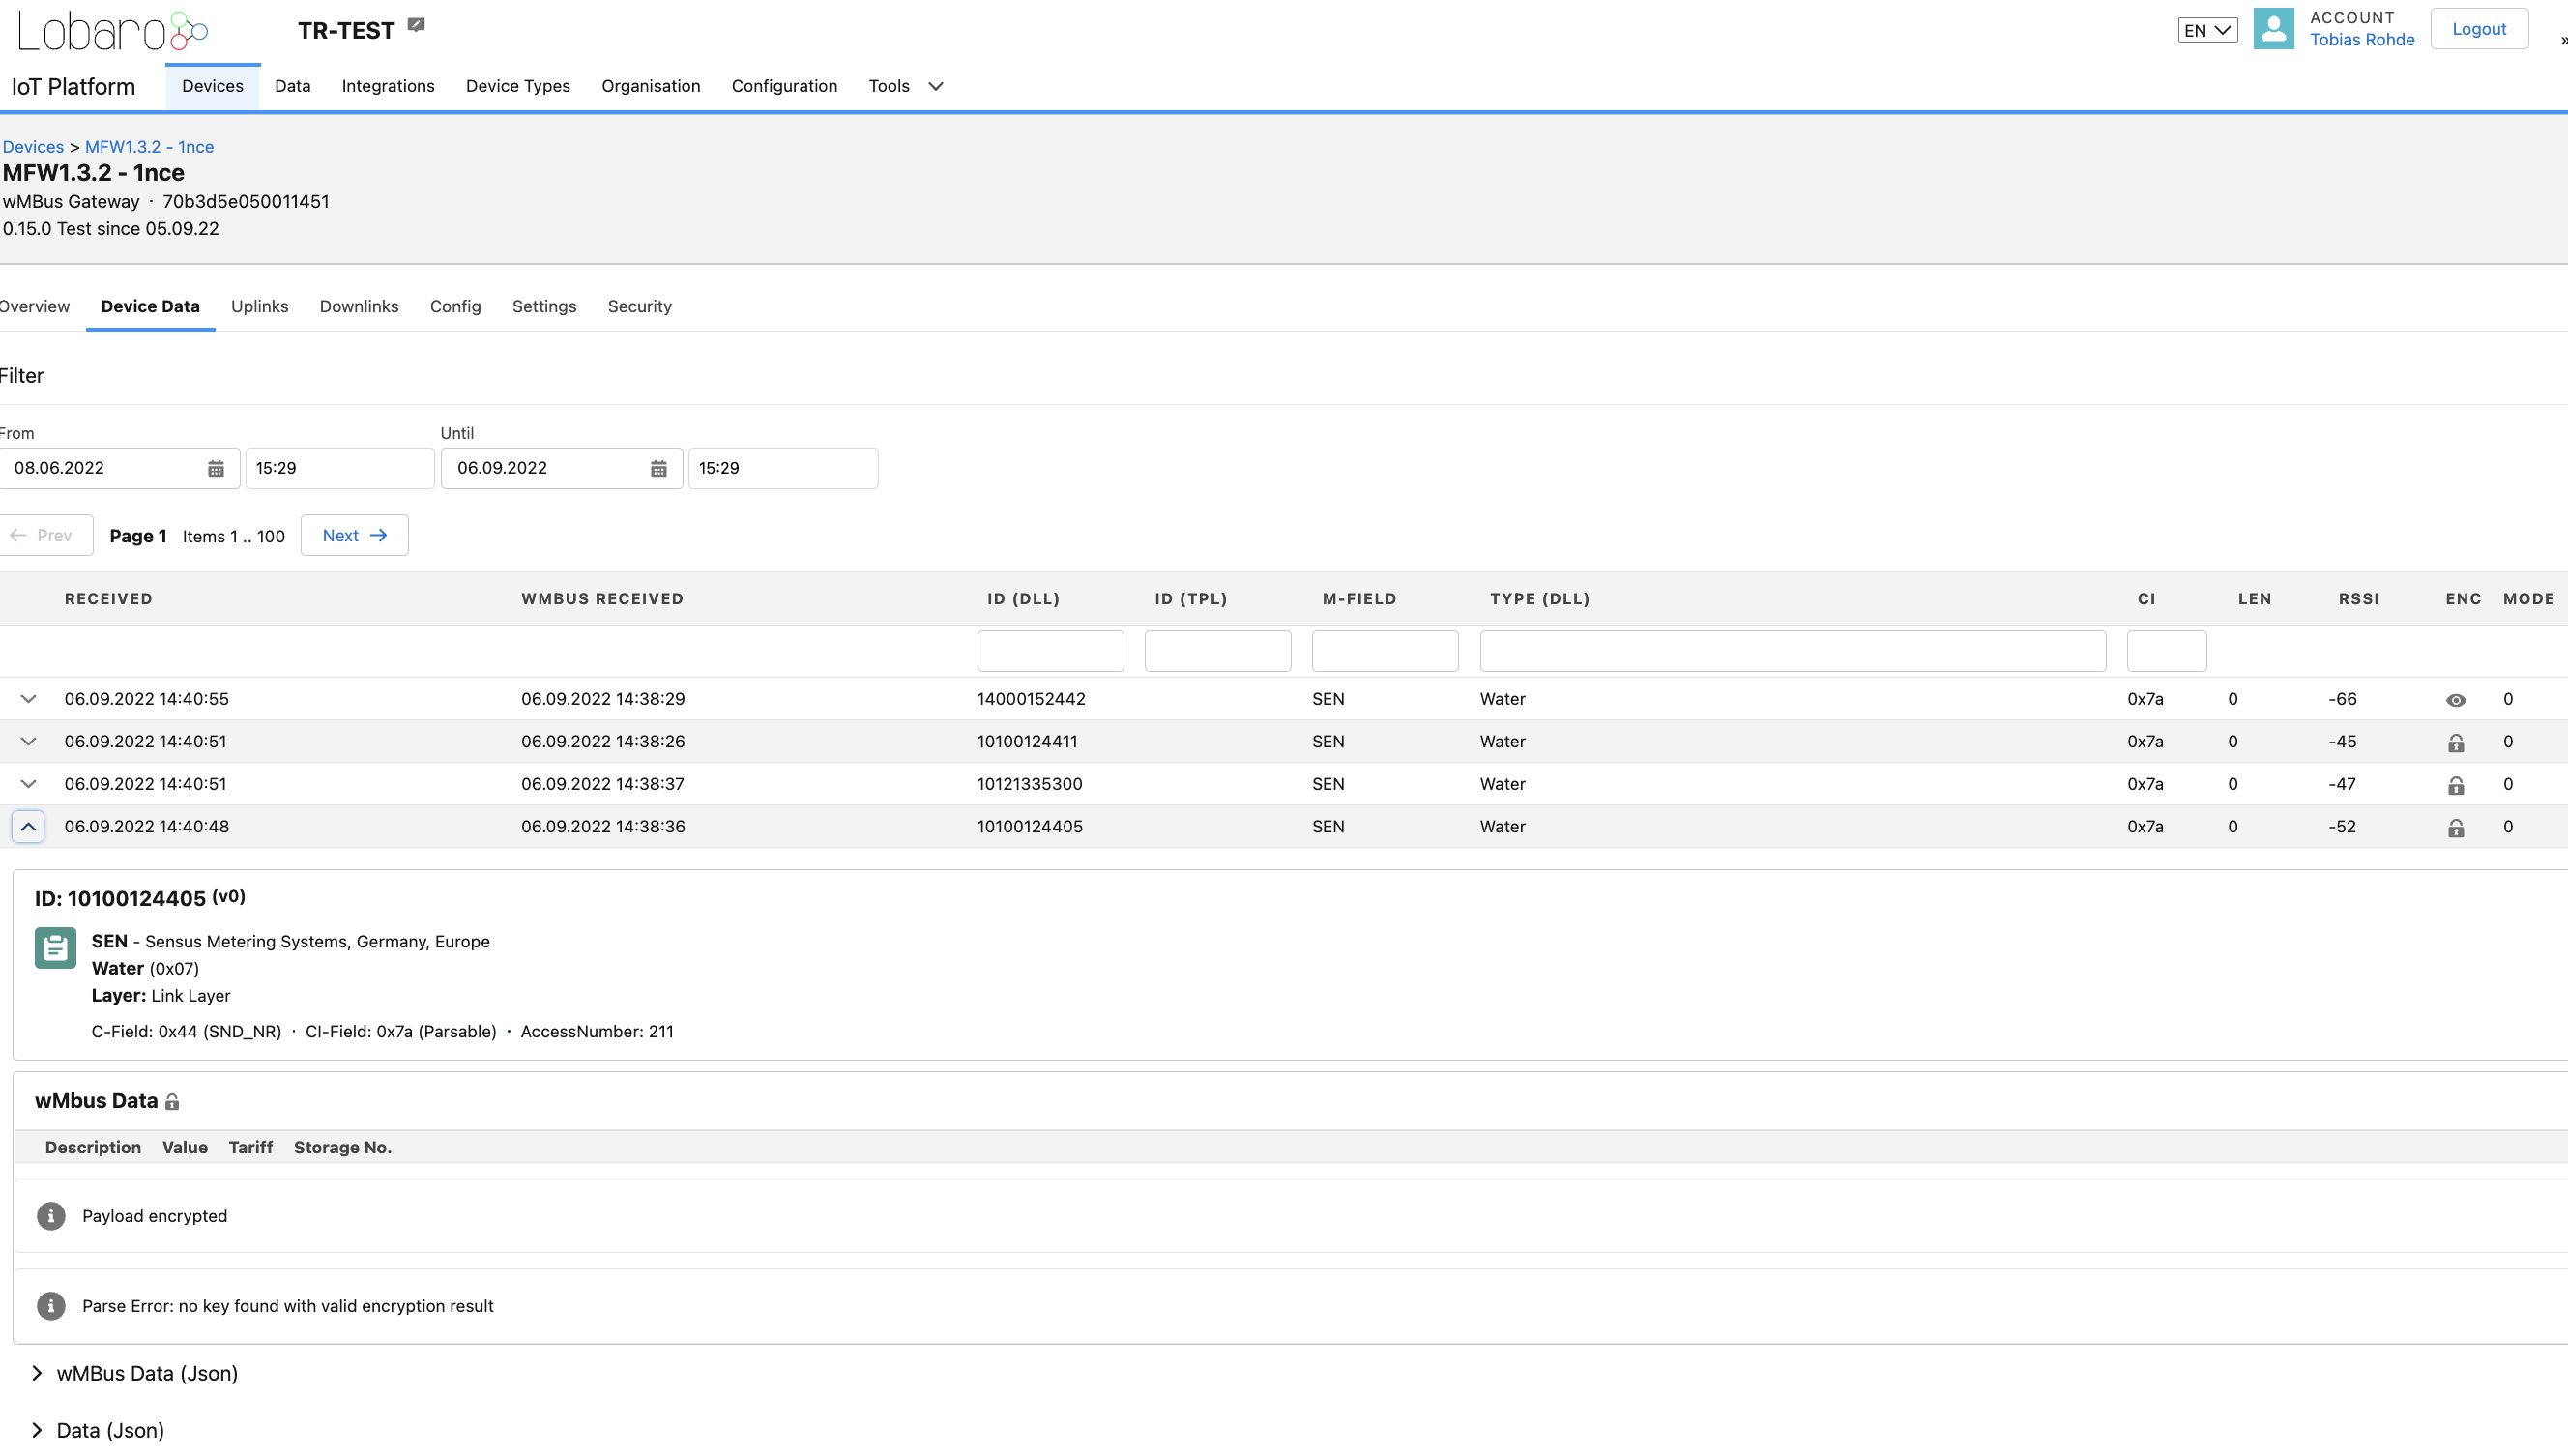 Lobaro
TR-TEST
EN
ACCOUNT
Tobias Rohde
Logout
»
IoT Platform
Devices Data Integrations Device Types Organisation Configuration Tools
Devices > MFW1.3.2 - 1nce
MFW1.3.2 - 1nce
wMBus Gateway · 70b3d5e050011451
0.15.0 Test since 05.09.22
Overview Device Data Uplinks Downlinks Config Settings Security
Filter
From Until
08.06.2022 15:29 06.09.2022 15:29
← Prev Page 1 Items 1 .. 100 Next →
RECEIVED WMBUS RECEIVED ID (DLL) ID (TPL) M-FIELD TYPE (DLL) CI LEN RSSI ENC MODE
06.09.2022 14:40:55 06.09.2022 14:38:29 14000152442 SEN Water 0x7a 0 -66 0
06.09.2022 14:40:51 06.09.2022 14:38:26 10100124411 SEN Water 0x7a 0 -45 0
06.09.2022 14:40:51 06.09.2022 14:38:37 10121335300 SEN Water 0x7a 0 -47 0
06.09.2022 14:40:48 06.09.2022 14:38:36 10100124405 SEN Water 0x7a 0 -52 0
ID: 10100124405 (v0)
SEN - Sensus Metering Systems, Germany, Europe
Water (0x07)
Layer: Link Layer
C-Field: 0x44 (SND_NR) · CI-Field: 0x7a (Parsable) · AccessNumber: 211
wMbus Data
Description Value Tariff Storage No.
Payload encrypted
Parse Error: no key found with valid encryption result
wMBus Data (Json)
Data (Json)